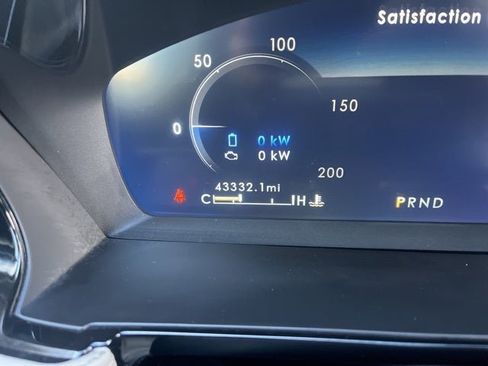 Satisfaction
100
50
150
0
0 kW
0 kW
200
43332.1mi
C H
PRND